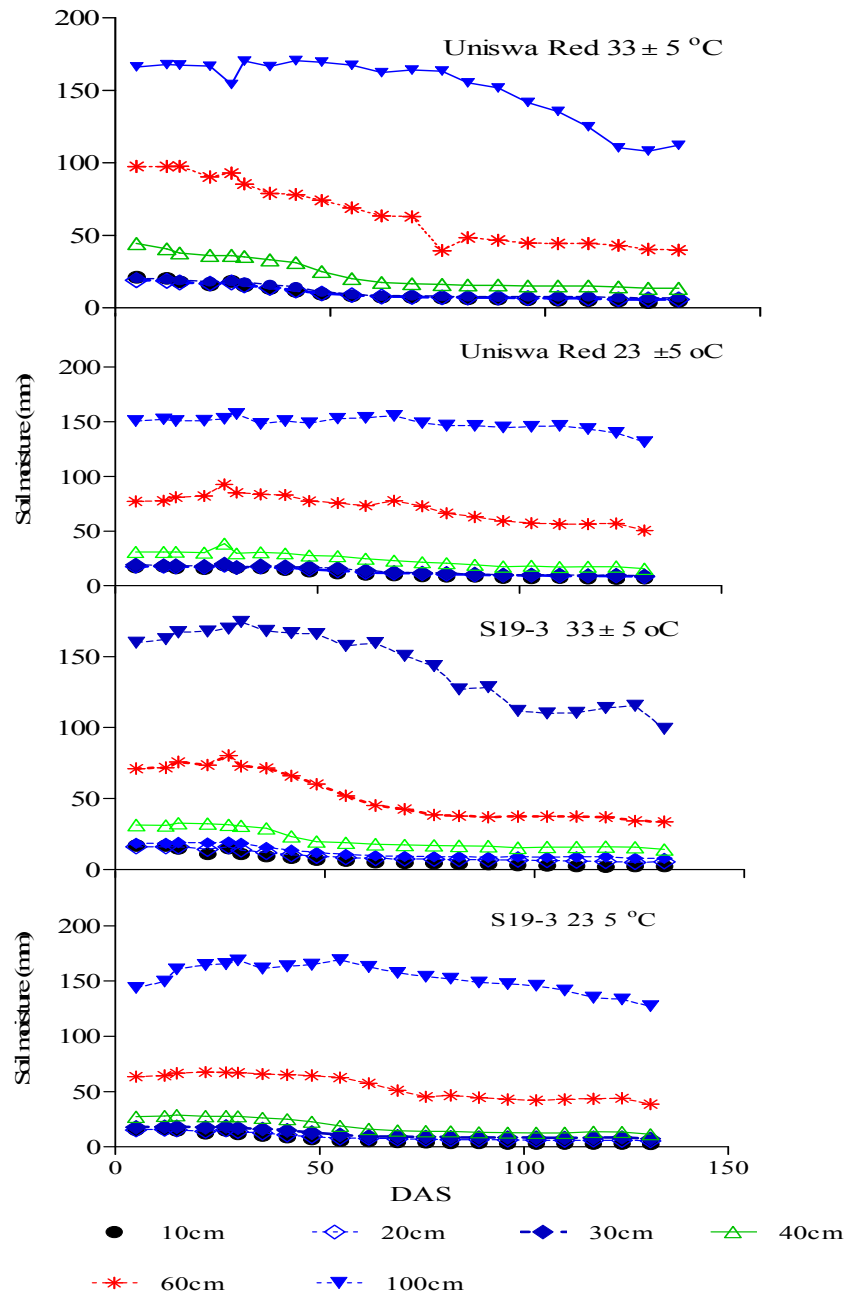 Uniswa Red 33 ± 5 °C
200
150
100
50
0
Uniswa Red 23 ±5 oC
200
150
100
50
0
Soil moisture (mm)
S19-3 33± 5 oC
150
100
50
0
S19-3 23 5 °C
200
150
100
50
0
Soil moisture (mm)
0 50 100 150
DAS
10cm 20cm 30cm 40cm
60cm 100cm